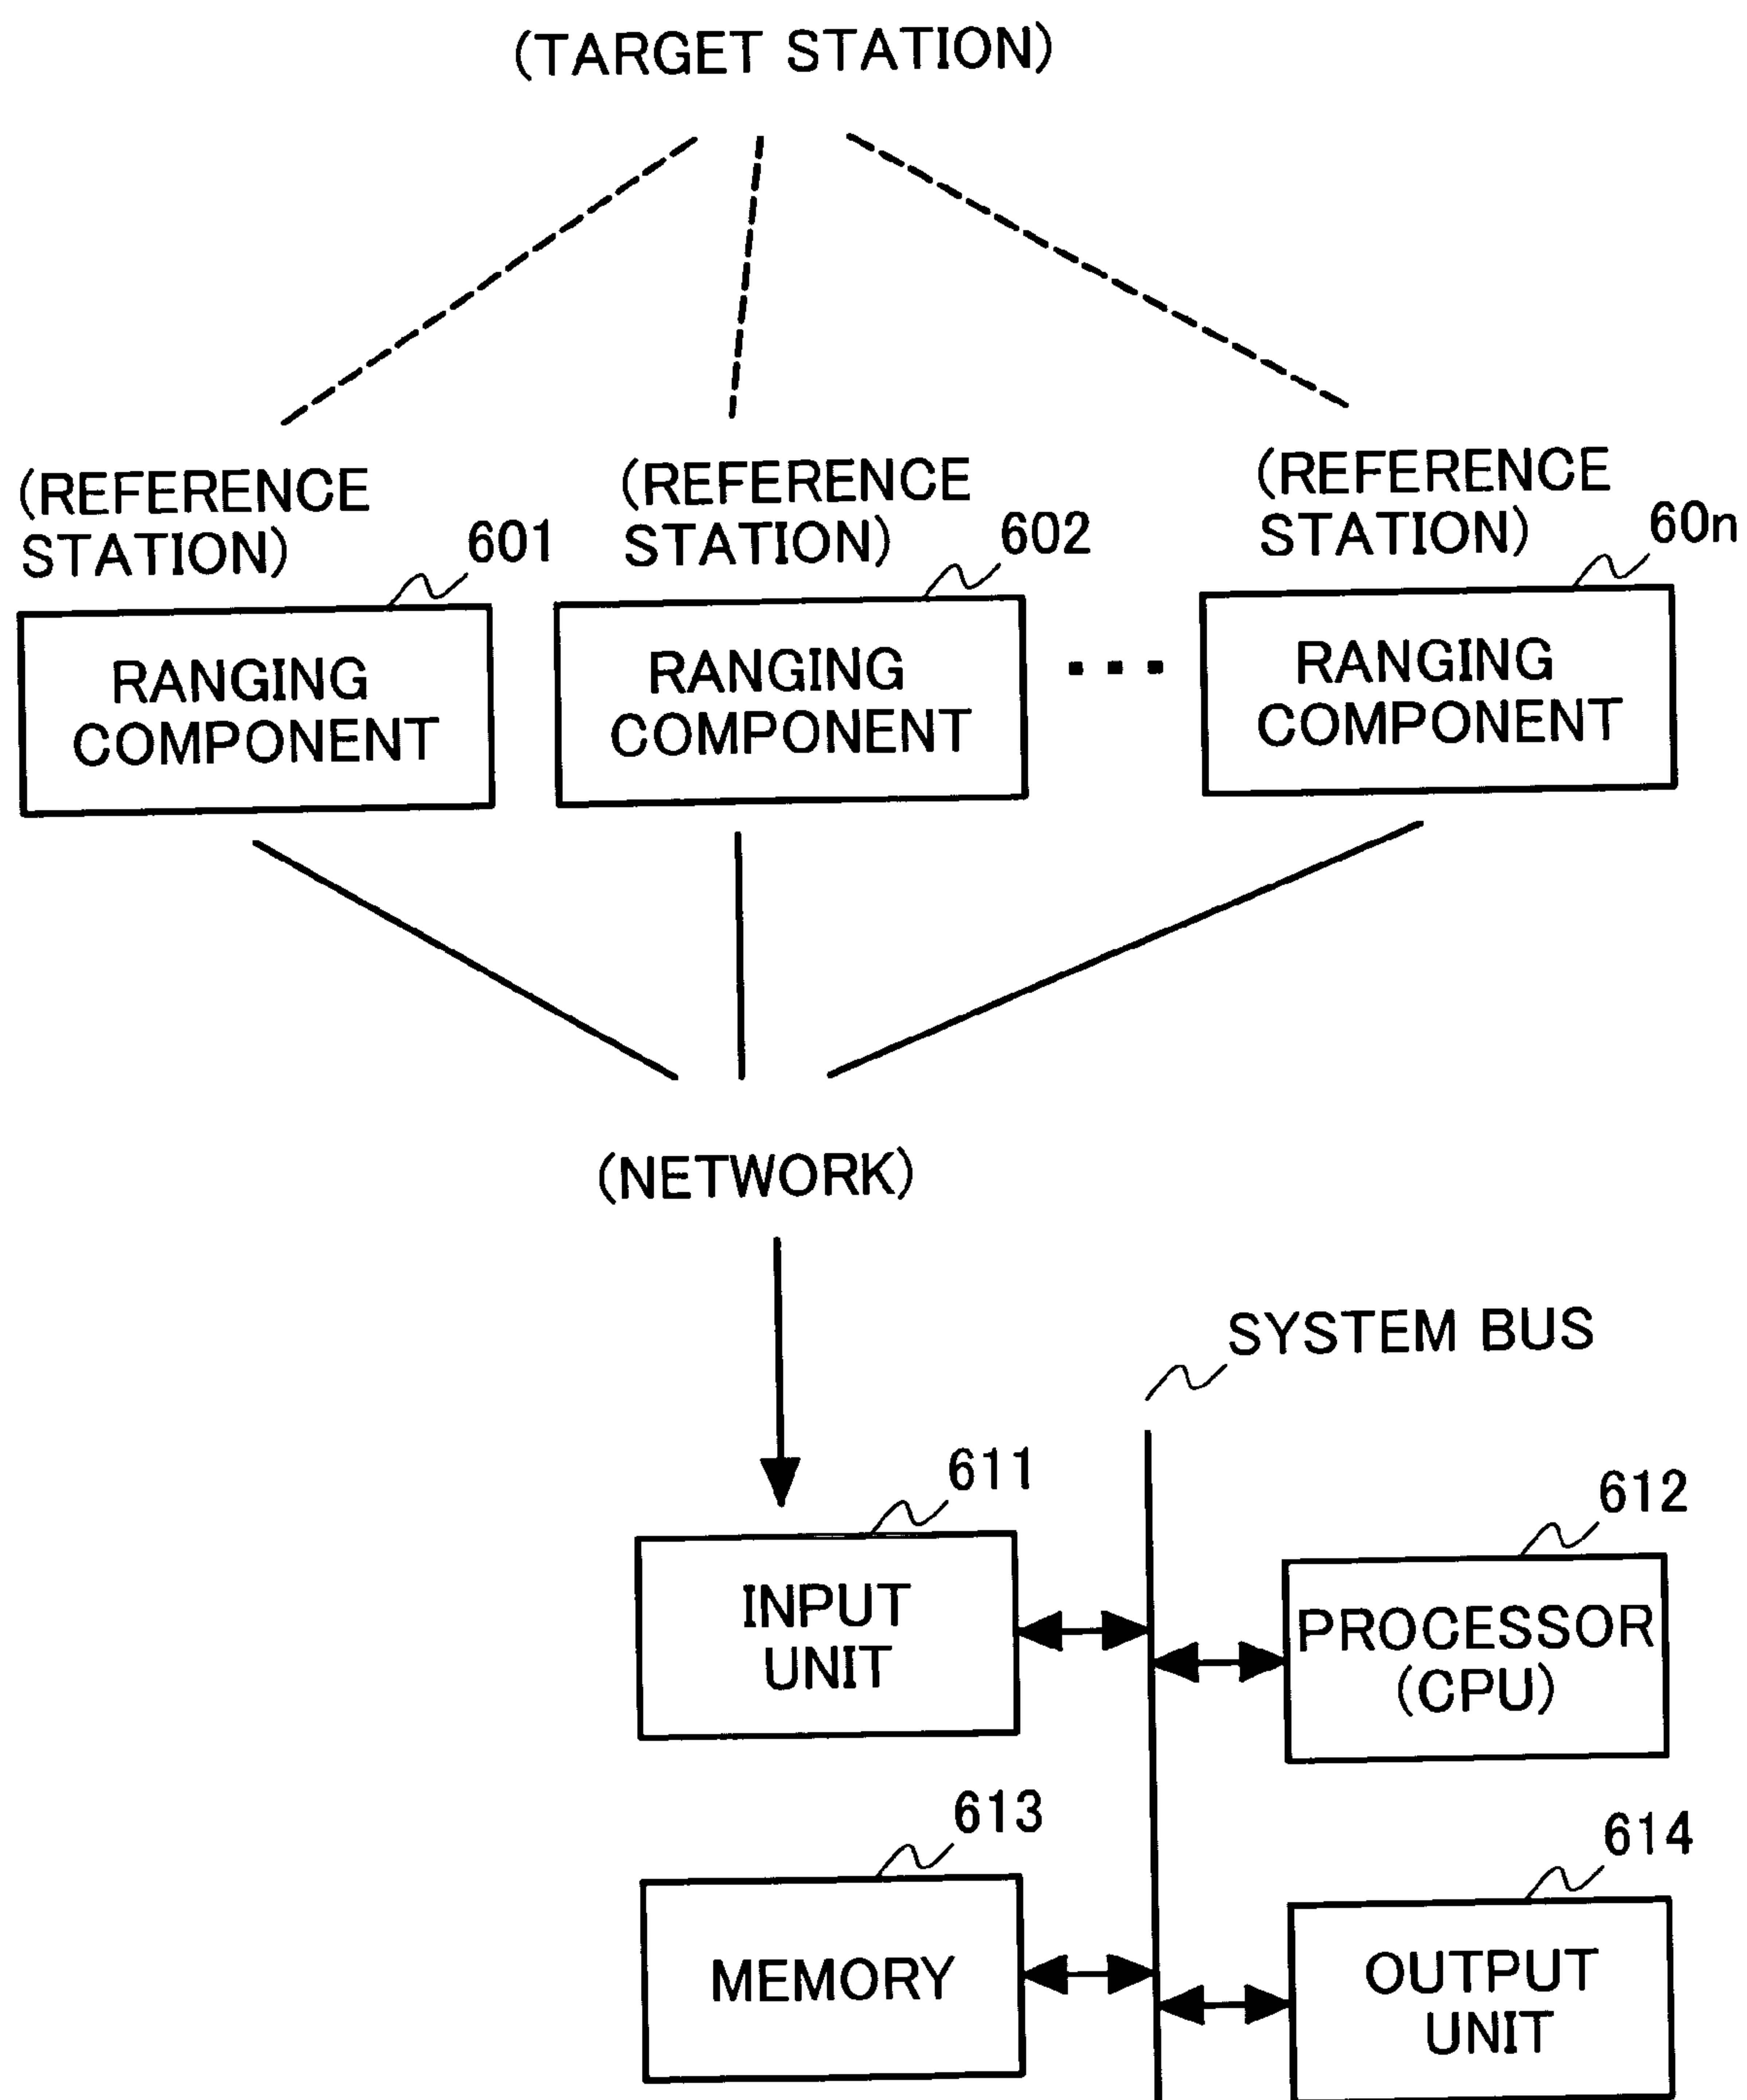 (TARGET STATION)
(REFERENCE
STATION)
601
(REFERENCE
STATION)
602
(REFERENCE
STATION)
60n
RANGING
COMPONENT
RANGING
COMPONENT
...
RANGING
COMPONENT
(NETWORK)
SYSTEM BUS
611
612
INPUT
UNIT
PROCESSOR
(CPU)
613
614
MEMORY
OUTPUT
UNIT